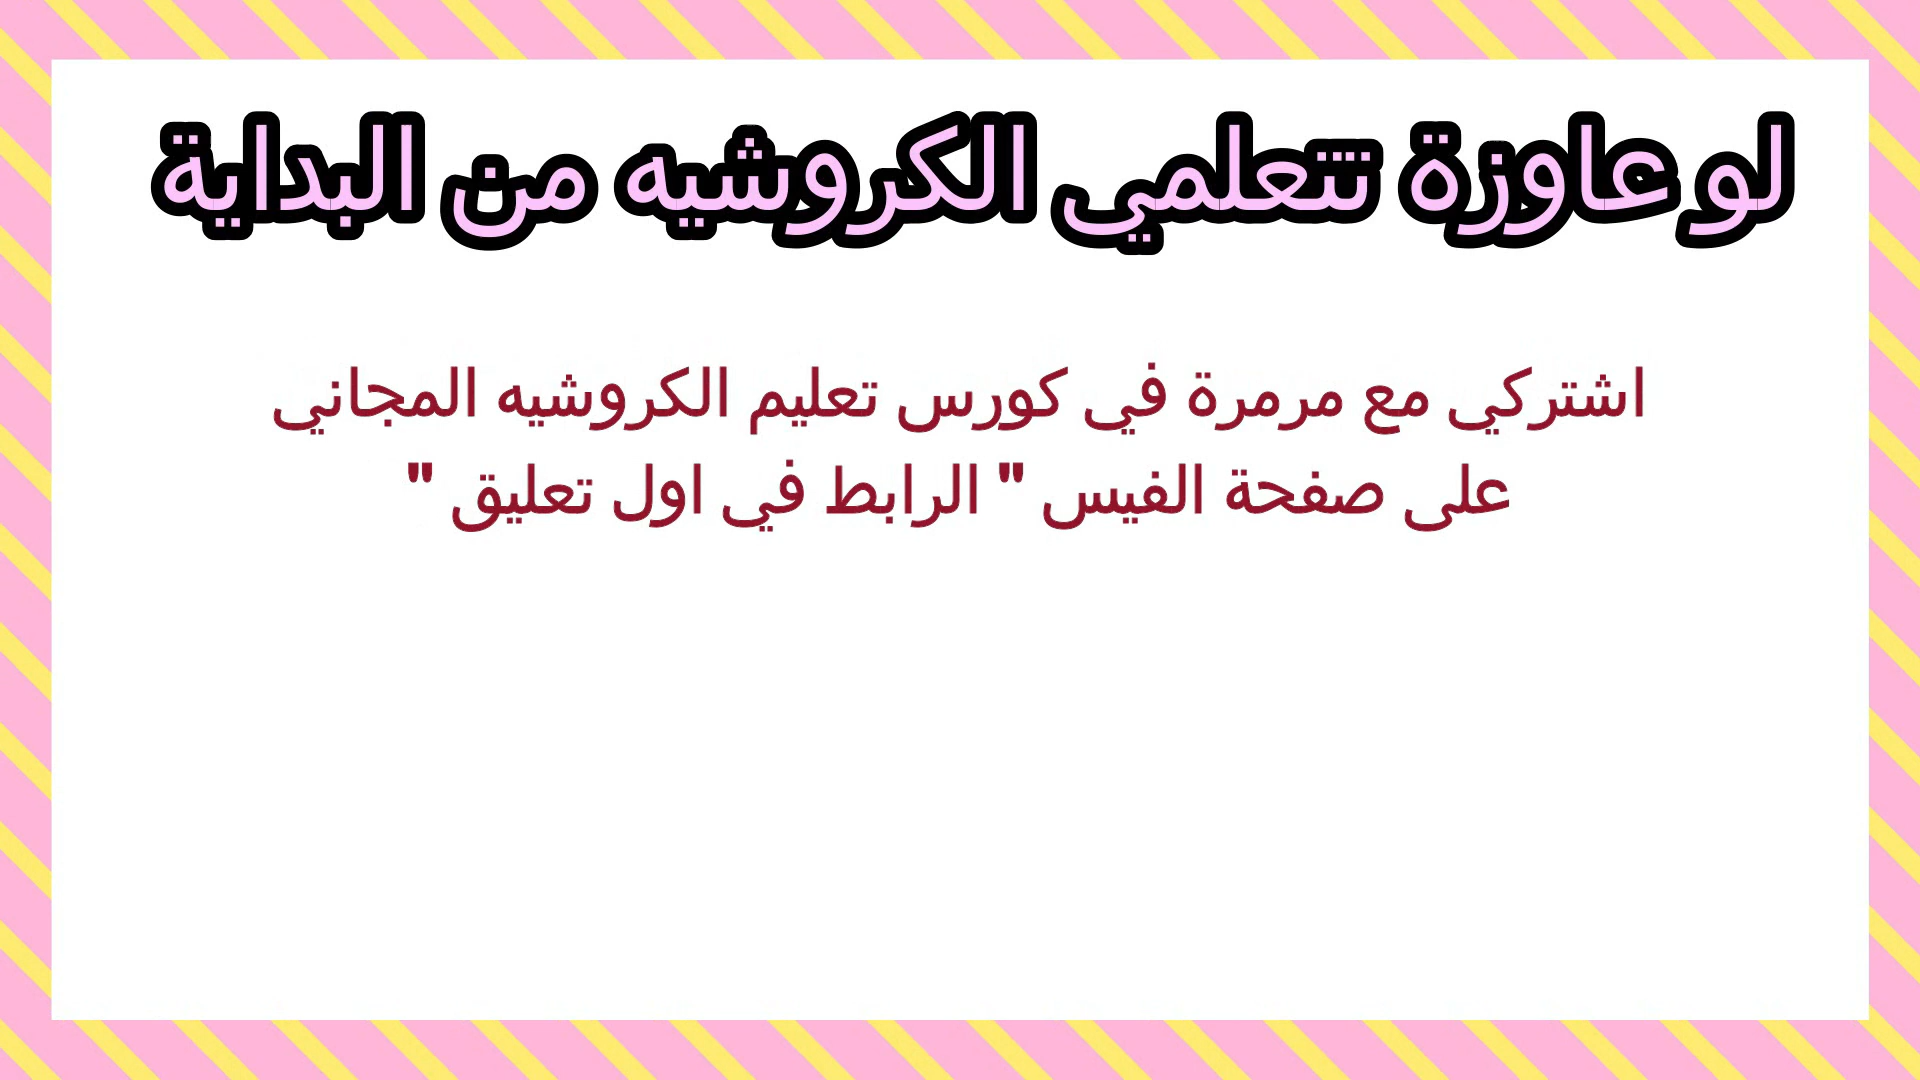 لو عاوزة تتعلمي الكروشيه من البداية
اشتركي مع مرمرة في كورس تعليم الكروشيه المجاني
على صفحة الفيس " الرابط في اول تعليق "